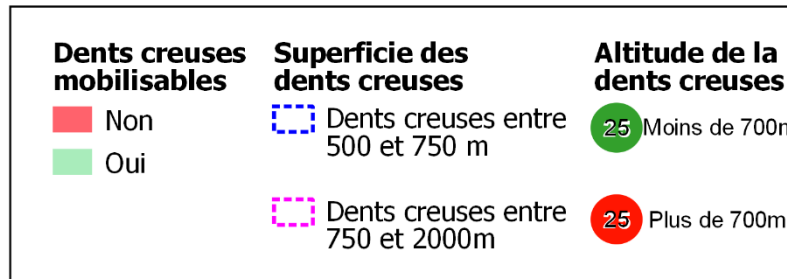 Dents creuses
mobilisables
Non
Oui
Superficie des
dents creuses
Dents creuses entre
500 et 750 m
Dents creuses entre
750 et 2000m
Altitude de la
dents creuses
25 Moins de 700m
25 Plus de 700m